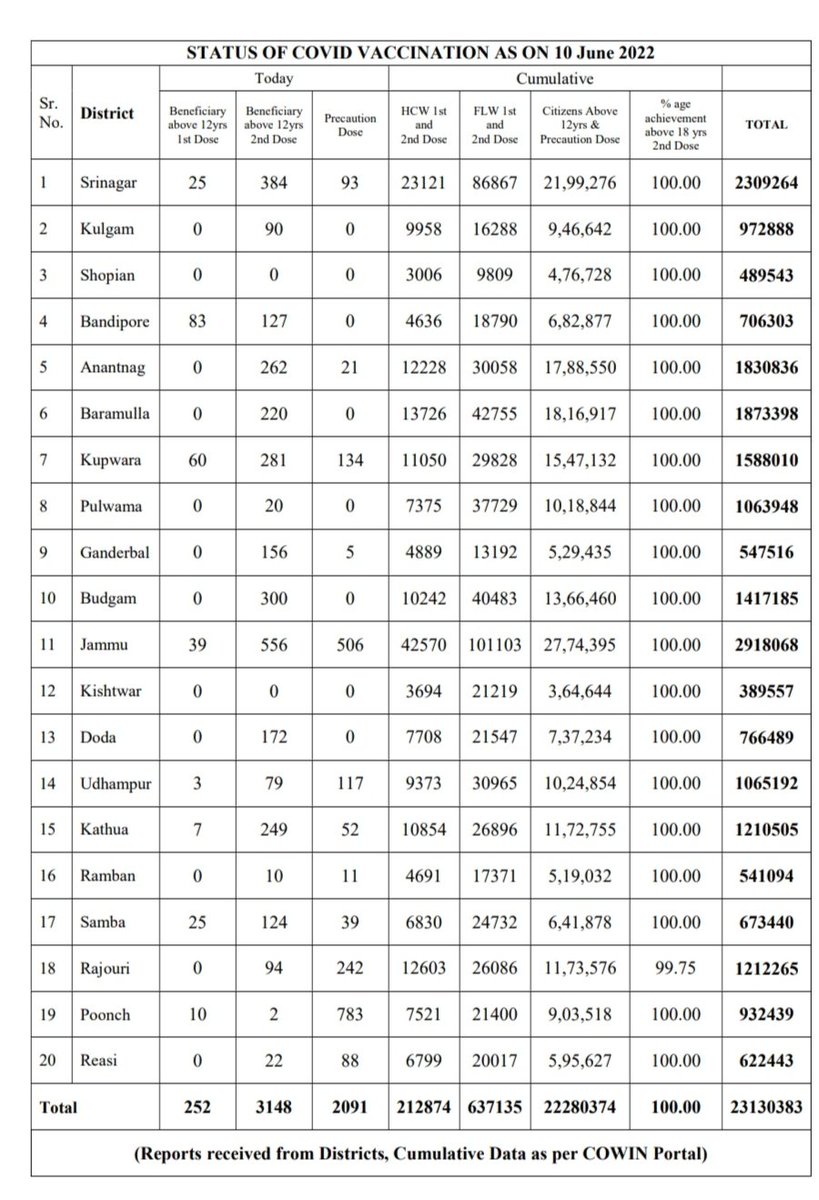 STATUS OF COVID VACCINATION AS ON 10 June 2022
Sr. No. District Today Cumulative TOTAL
Beneficiary above 12yrs 1st Dose Beneficiary above 12yrs 2nd Dose Precaution Dose HCW 1st and 2nd Dose FLW 1st and 2nd Dose Citizens Above 12yrs & Precaution Dose % age achievement above 18 yrs 2nd Dose
1 Srinagar 25 384 93 23121 86867 21,99,276 100.00 2309264
2 Kulgam 0 90 0 9958 16288 9,46,642 100.00 972888
3 Shopian 0 0 0 3006 9809 4,76,728 100.00 489543
4 Bandipore 83 127 0 4636 18790 6,82,877 100.00 706303
5 Anantnag 0 262 21 12228 30058 17,88,550 100.00 1830836
6 Baramulla 0 220 0 13726 42755 18,16,917 100.00 1873398
7 Kupwara 60 281 134 11050 29828 15,47,132 100.00 1588010
8 Pulwama 0 20 0 7375 37729 10,18,844 100.00 1063948
9 Ganderbal 0 156 5 4889 13192 5,29,435 100.00 547516
10 Budgam 0 300 0 10242 40483 13,66,460 100.00 1417185
11 Jammu 39 556 506 42570 101103 27,74,395 100.00 2918068
12 Kishtwar 0 0 0 3694 21219 3,64,644 100.00 389557
13 Doda 0 172 0 7708 21547 7,37,234 100.00 766489
14 Udhampur 3 79 117 9373 30965 10,24,854 100.00 1065192
15 Kathua 7 249 52 10854 26896 11,72,755 100.00 1210505
16 Ramban 0 10 11 4691 17371 5,19,032 100.00 541094
17 Samba 25 124 39 6830 24732 6,41,878 100.00 673440
18 Rajouri 0 94 242 12603 26086 11,73,576 99.75 1212265
19 Poonch 10 2 783 7521 21400 9,03,518 100.00 932439
20 Reasi 0 22 88 6799 20017 5,95,627 100.00 622443
Total 252 3148 2091 212874 637135 22280374 100.00 23130383
(Reports received from Districts, Cumulative Data as per COWIN Portal)